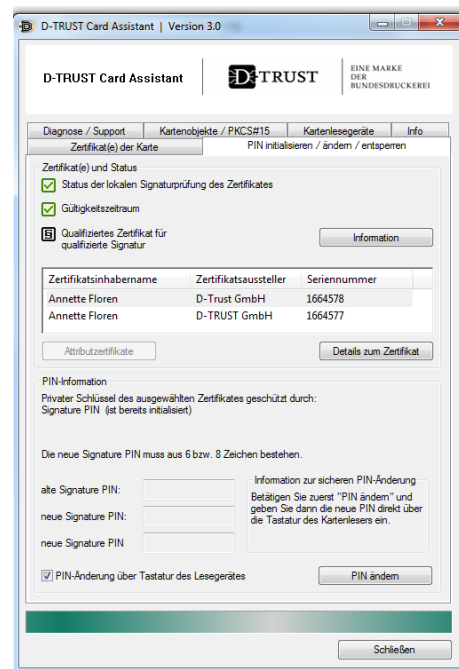 D-TRUST Card Assistant | Version 3.0
D-TRUST Card Assistant
D-TRUST
EINE MARKE
DER
BUNDESDRUCKEREI
Diagnose / Support Kartenobjekte / PKCS#15 Kartenlesegeräte Info
Zertifikat(e) der Karte PIN initialisieren / ändern / entsperren
Zertifikat(e) und Status
Status der lokalen Signaturprüfung des Zertifikates
Gültigkeitszeitraum
Qualifiziertes Zertifikat für
qualifizierte Signatur
Information
Zertifikatsinhabername Zertifikatsaussteller Seriennummer
Annette Floren D-Trust GmbH 1664578
Annette Floren D-TRUST GmbH 1664577
Attributzertifikate Details zum Zertifikat
PIN-Information
Privater Schlüssel des ausgewählten Zertifikates geschützt durch:
Signature PIN (ist bereits initialisiert)
Die neue Signature PIN muss aus 6 bzw. 8 Zeichen bestehen.
alte Signature PIN:
neue Signature PIN:
neue Signature PIN
Information zur sicheren PIN-Änderung
Betätigen Sie zuerst "PIN ändern" und
geben Sie dann die neue PIN direkt über
die Tastatur des Kartenlesers ein.
PIN-Änderung über Tastatur des Lesegerätes PIN ändern
Schließen